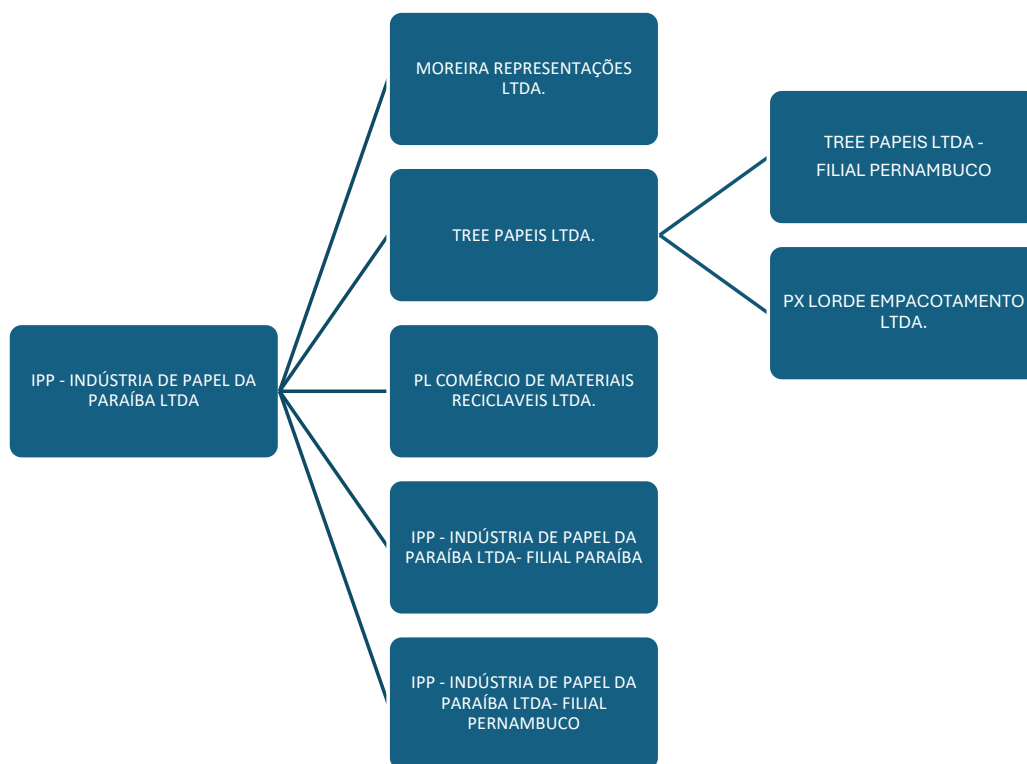 MOREIRA REPRESENTAÇÕES
LTDA.
TREE PAPEIS LTDA -
FILIAL PERNAMBUCO
TREE PAPEIS LTDA.
PX LORDE EMPACOTAMENTO
LTDA.
IPP - INDÚSTRIA DE PAPEL DA
PARAÍBA LTDA
PL COMÉRCIO DE MATERIAIS
RECICLAVEIS LTDA.
IPP - INDÚSTRIA DE PAPEL DA
PARAÍBA LTDA- FILIAL PARAÍBA
IPP - INDÚSTRIA DE PAPEL DA
PARAÍBA LTDA- FILIAL
PERNAMBUCO